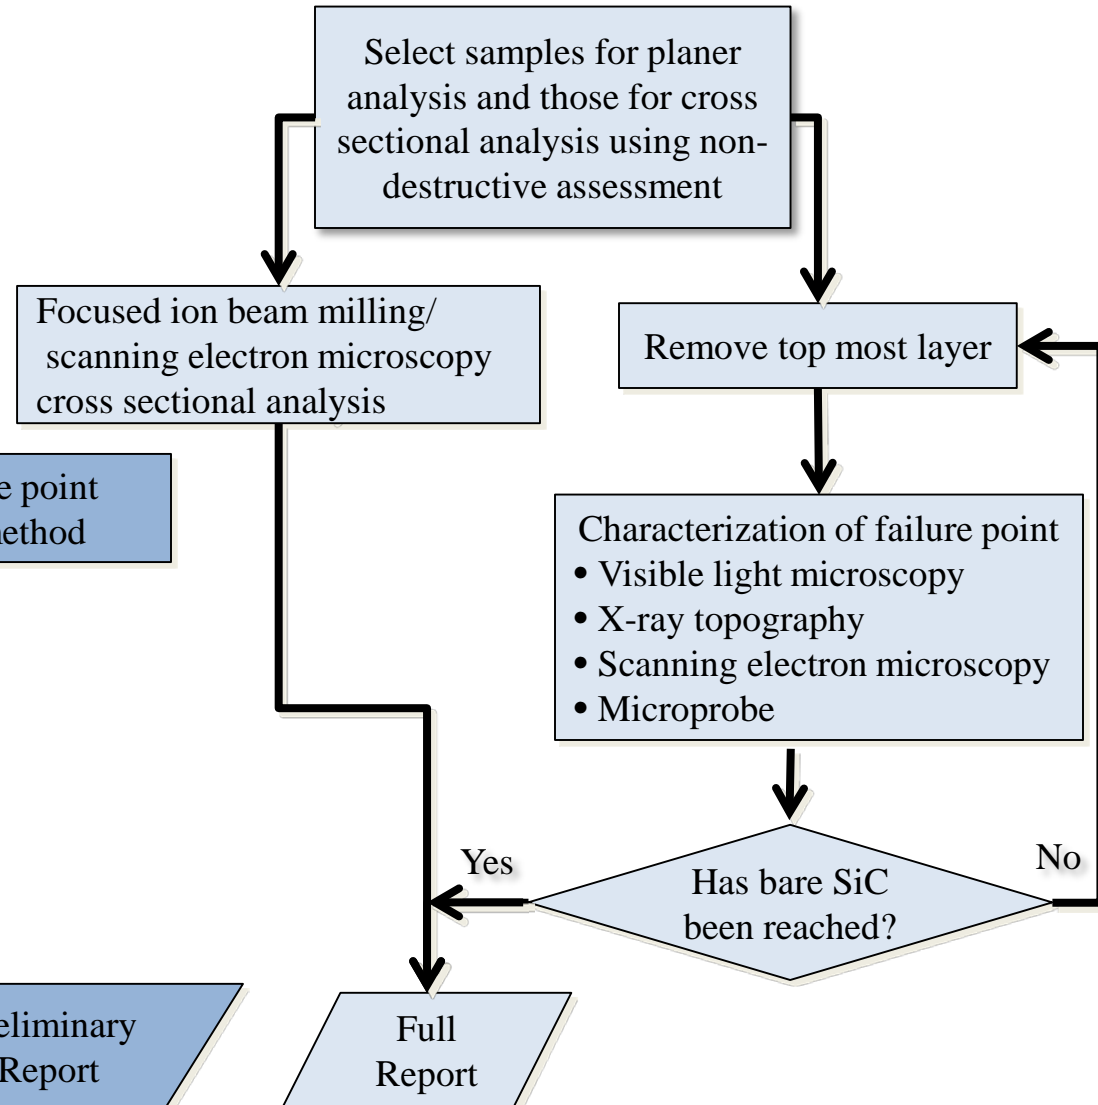 Select samples for planer
analysis and those for cross
sectional analysis using non-
destructive assessment
Focused ion beam milling/
scanning electron microscopy
cross sectional analysis
Remove top most layer
point
Characterization of failure point
• Visible light microscopy
• X-ray topography
• Scanning electron microscopy
• Microprobe
Yes
No
Has bare SiC
been reached?
Full
Report
Report